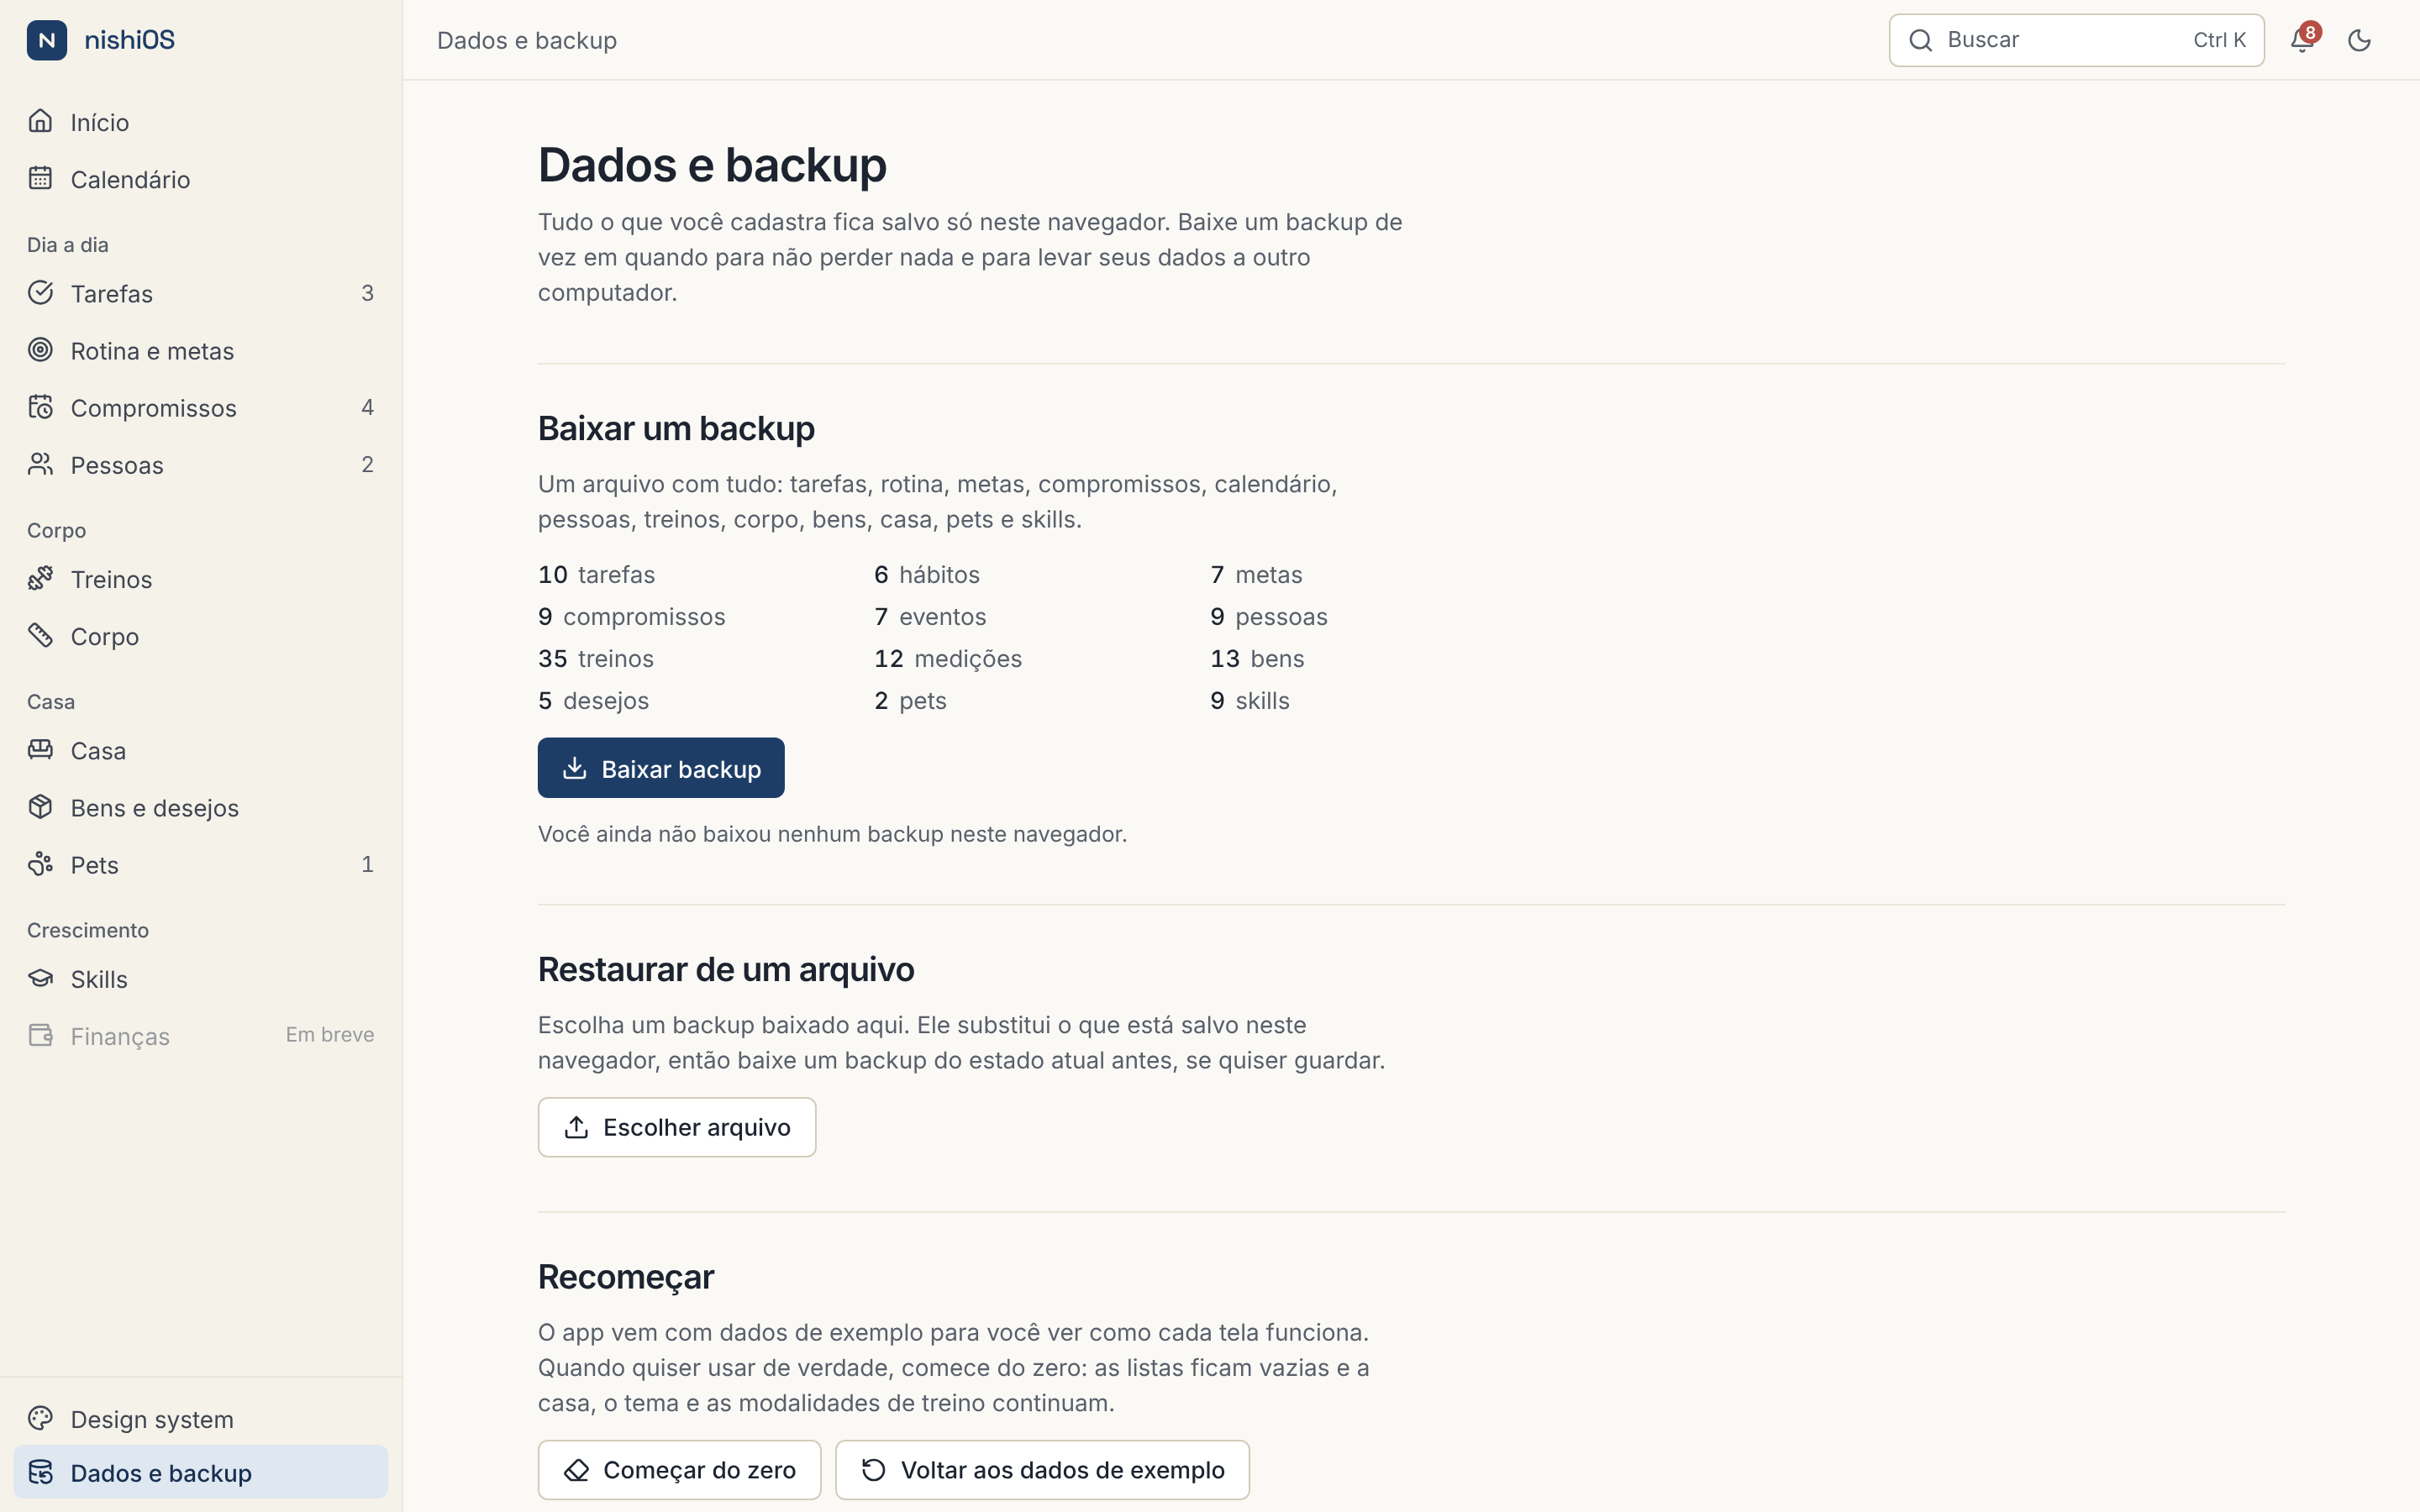 N nishiOS
Início
Calendário
Dia a dia
Tarefas 3
Rotina e metas
Compromissos 4
Pessoas 2
Corpo
Treinos
Corpo
Casa
Casa
Bens e desejos
Pets 1
Crescimento
Skills
Finanças Em breve
Design system
Dados e backup
Dados e backup
Buscar Ctrl K
8
Dados e backup
Tudo o que você cadastra fica salvo só neste navegador. Baixe um backup de
vez em quando para não perder nada e para levar seus dados a outro
computador.
Baixar um backup
Um arquivo com tudo: tarefas, rotina, metas, compromissos, calendário,
pessoas, treinos, corpo, bens, casa, pets e skills.
10 tarefas 6 hábitos 7 metas
9 compromissos 7 eventos 9 pessoas
35 treinos 12 medições 13 bens
5 desejos 2 pets 9 skills
Baixar backup
Você ainda não baixou nenhum backup neste navegador.
Restaurar de um arquivo
Escolha um backup baixado aqui. Ele substitui o que está salvo neste
navegador, então baixe um backup do estado atual antes, se quiser guardar.
Escolher arquivo
Recomeçar
O app vem com dados de exemplo para você ver como cada tela funciona.
Quando quiser usar de verdade, comece do zero: as listas ficam vazias e a
casa, o tema e as modalidades de treino continuam.
Começar do zero Voltar aos dados de exemplo